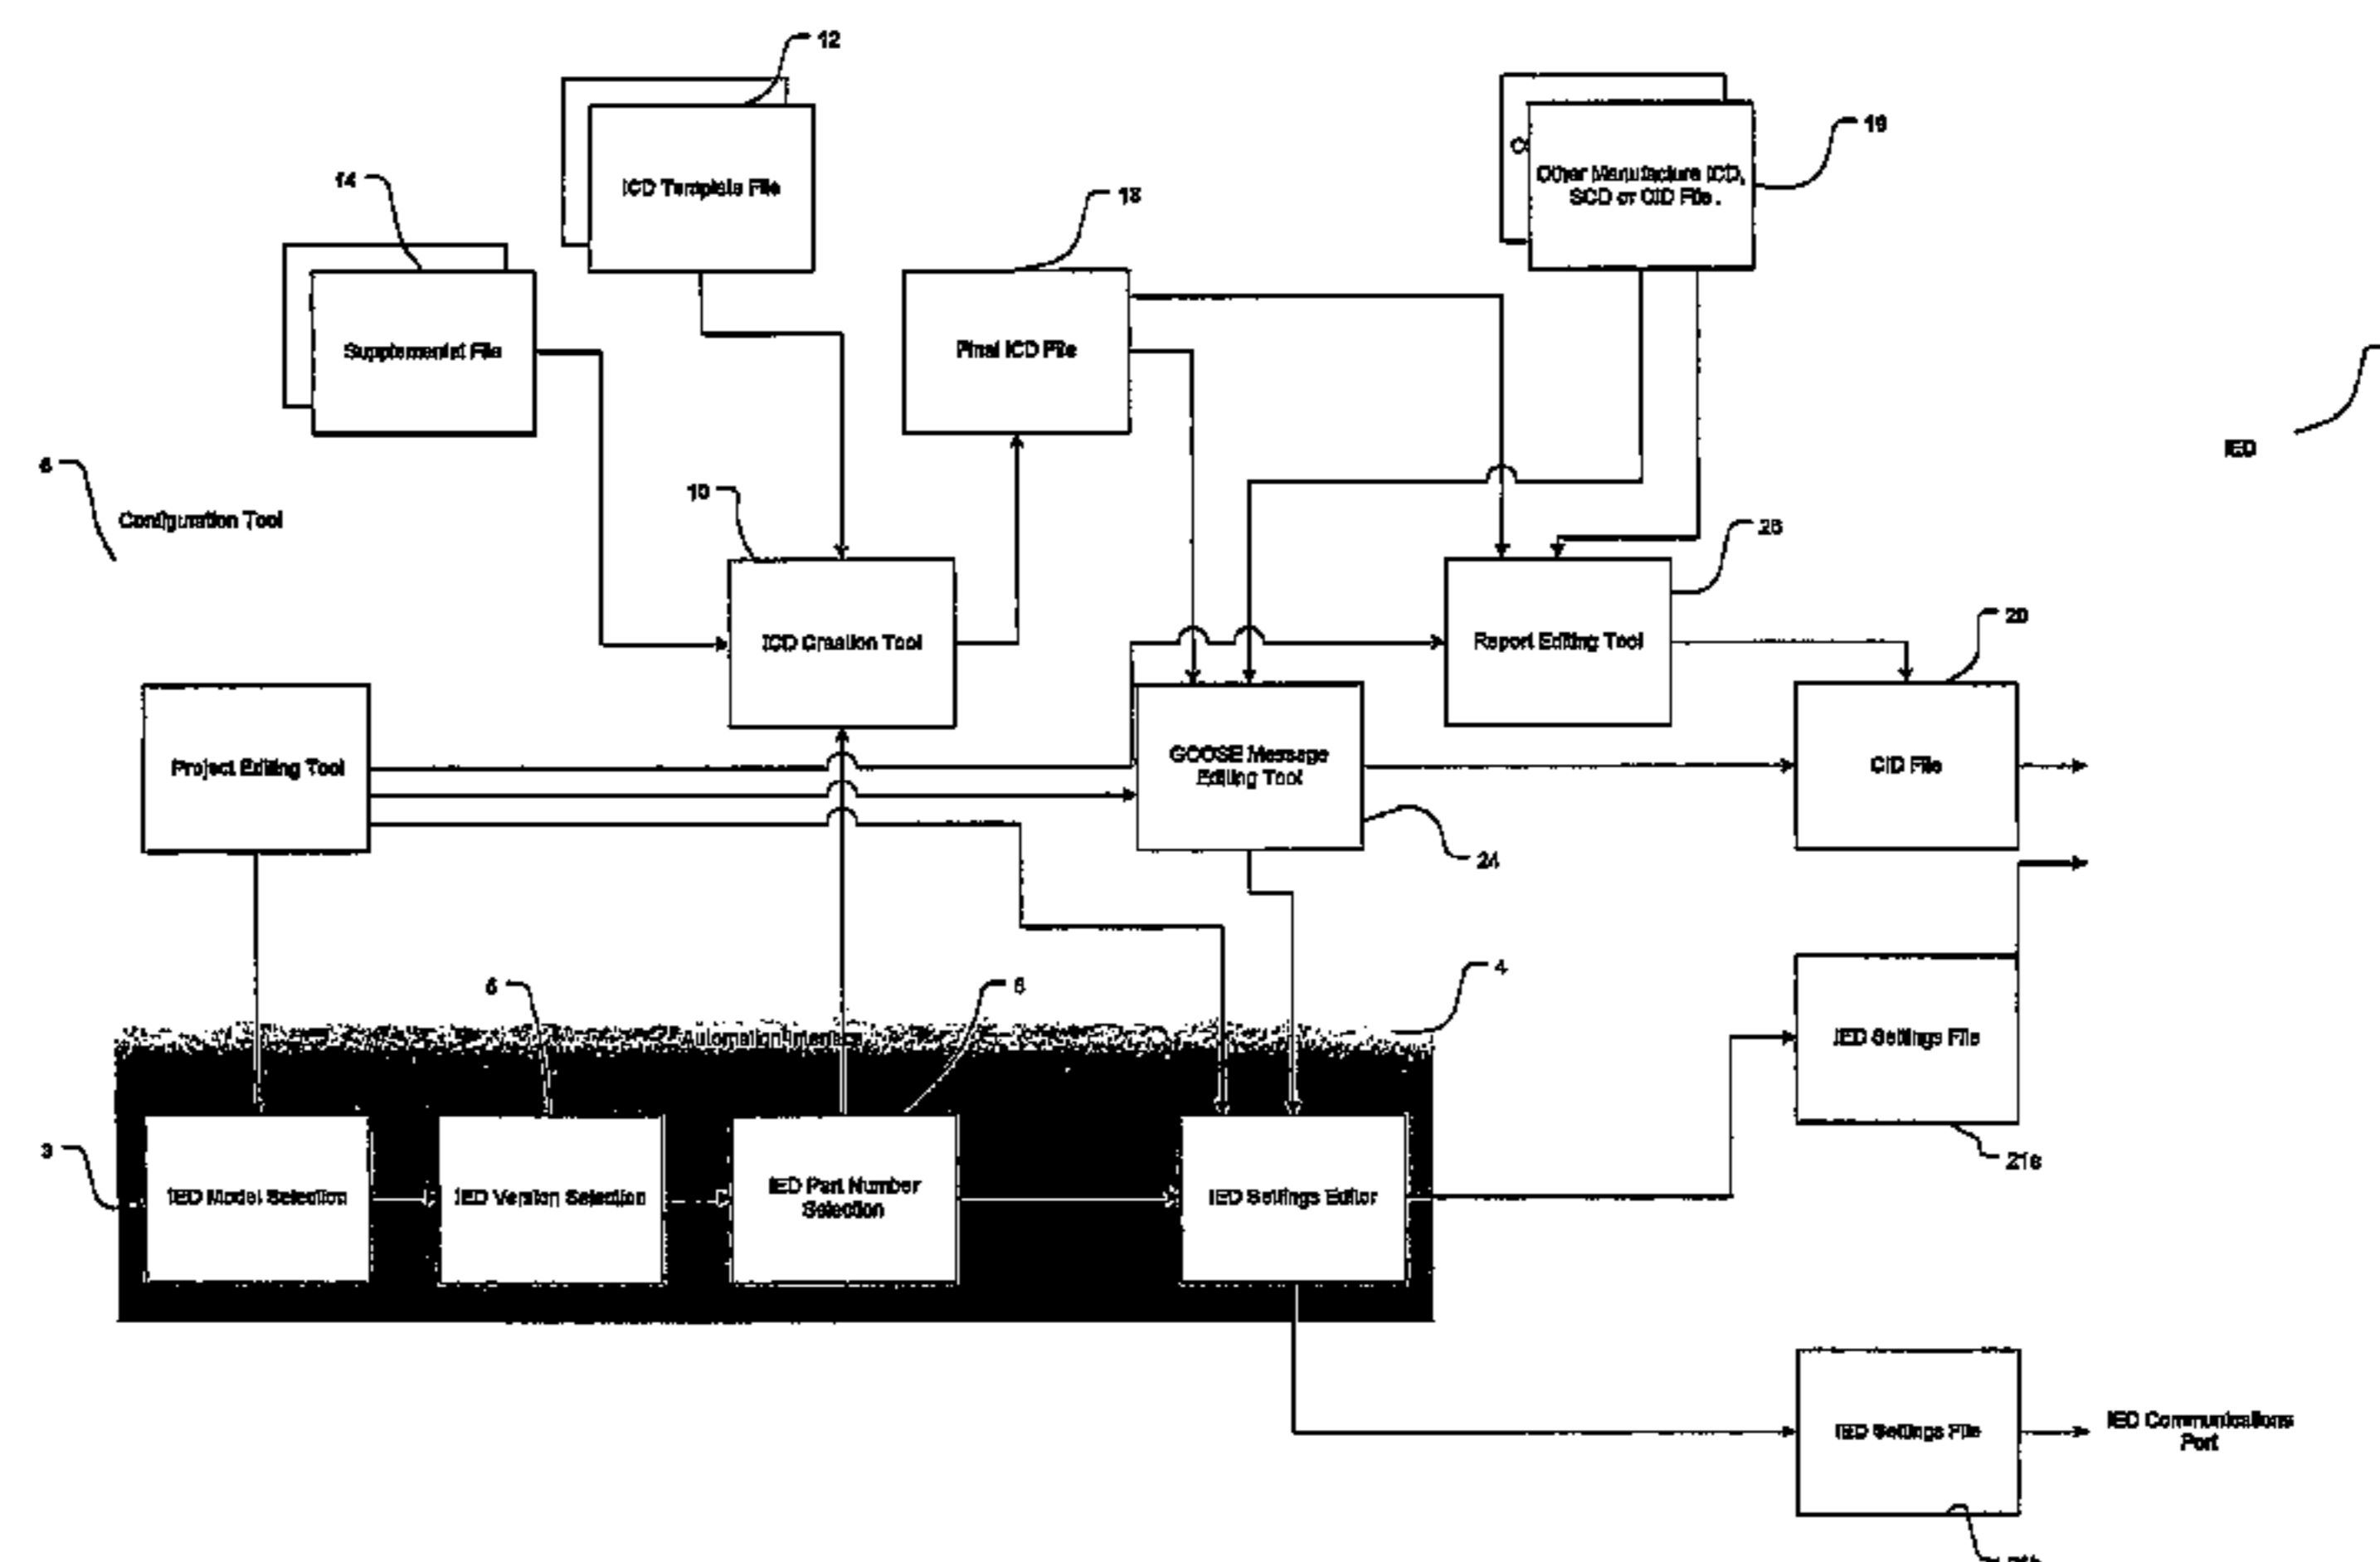 12
ICD Template File
14
Supplemental File
18
Final ICD File
Other Manufacture ICD,
SCD or CID File.
IED
Configuration Tool
10
ICD Creation Tool
Report Editing Tool
20
Project Editing Tool
GOOSE Message
Editing Tool
24
CID File
4
Automation Interface
3
IED Model Selection
IED Version Selection
IED Part Number
Selection
IED Settings Editor
IED Settings File
IED Settings File
IED Communications
Port